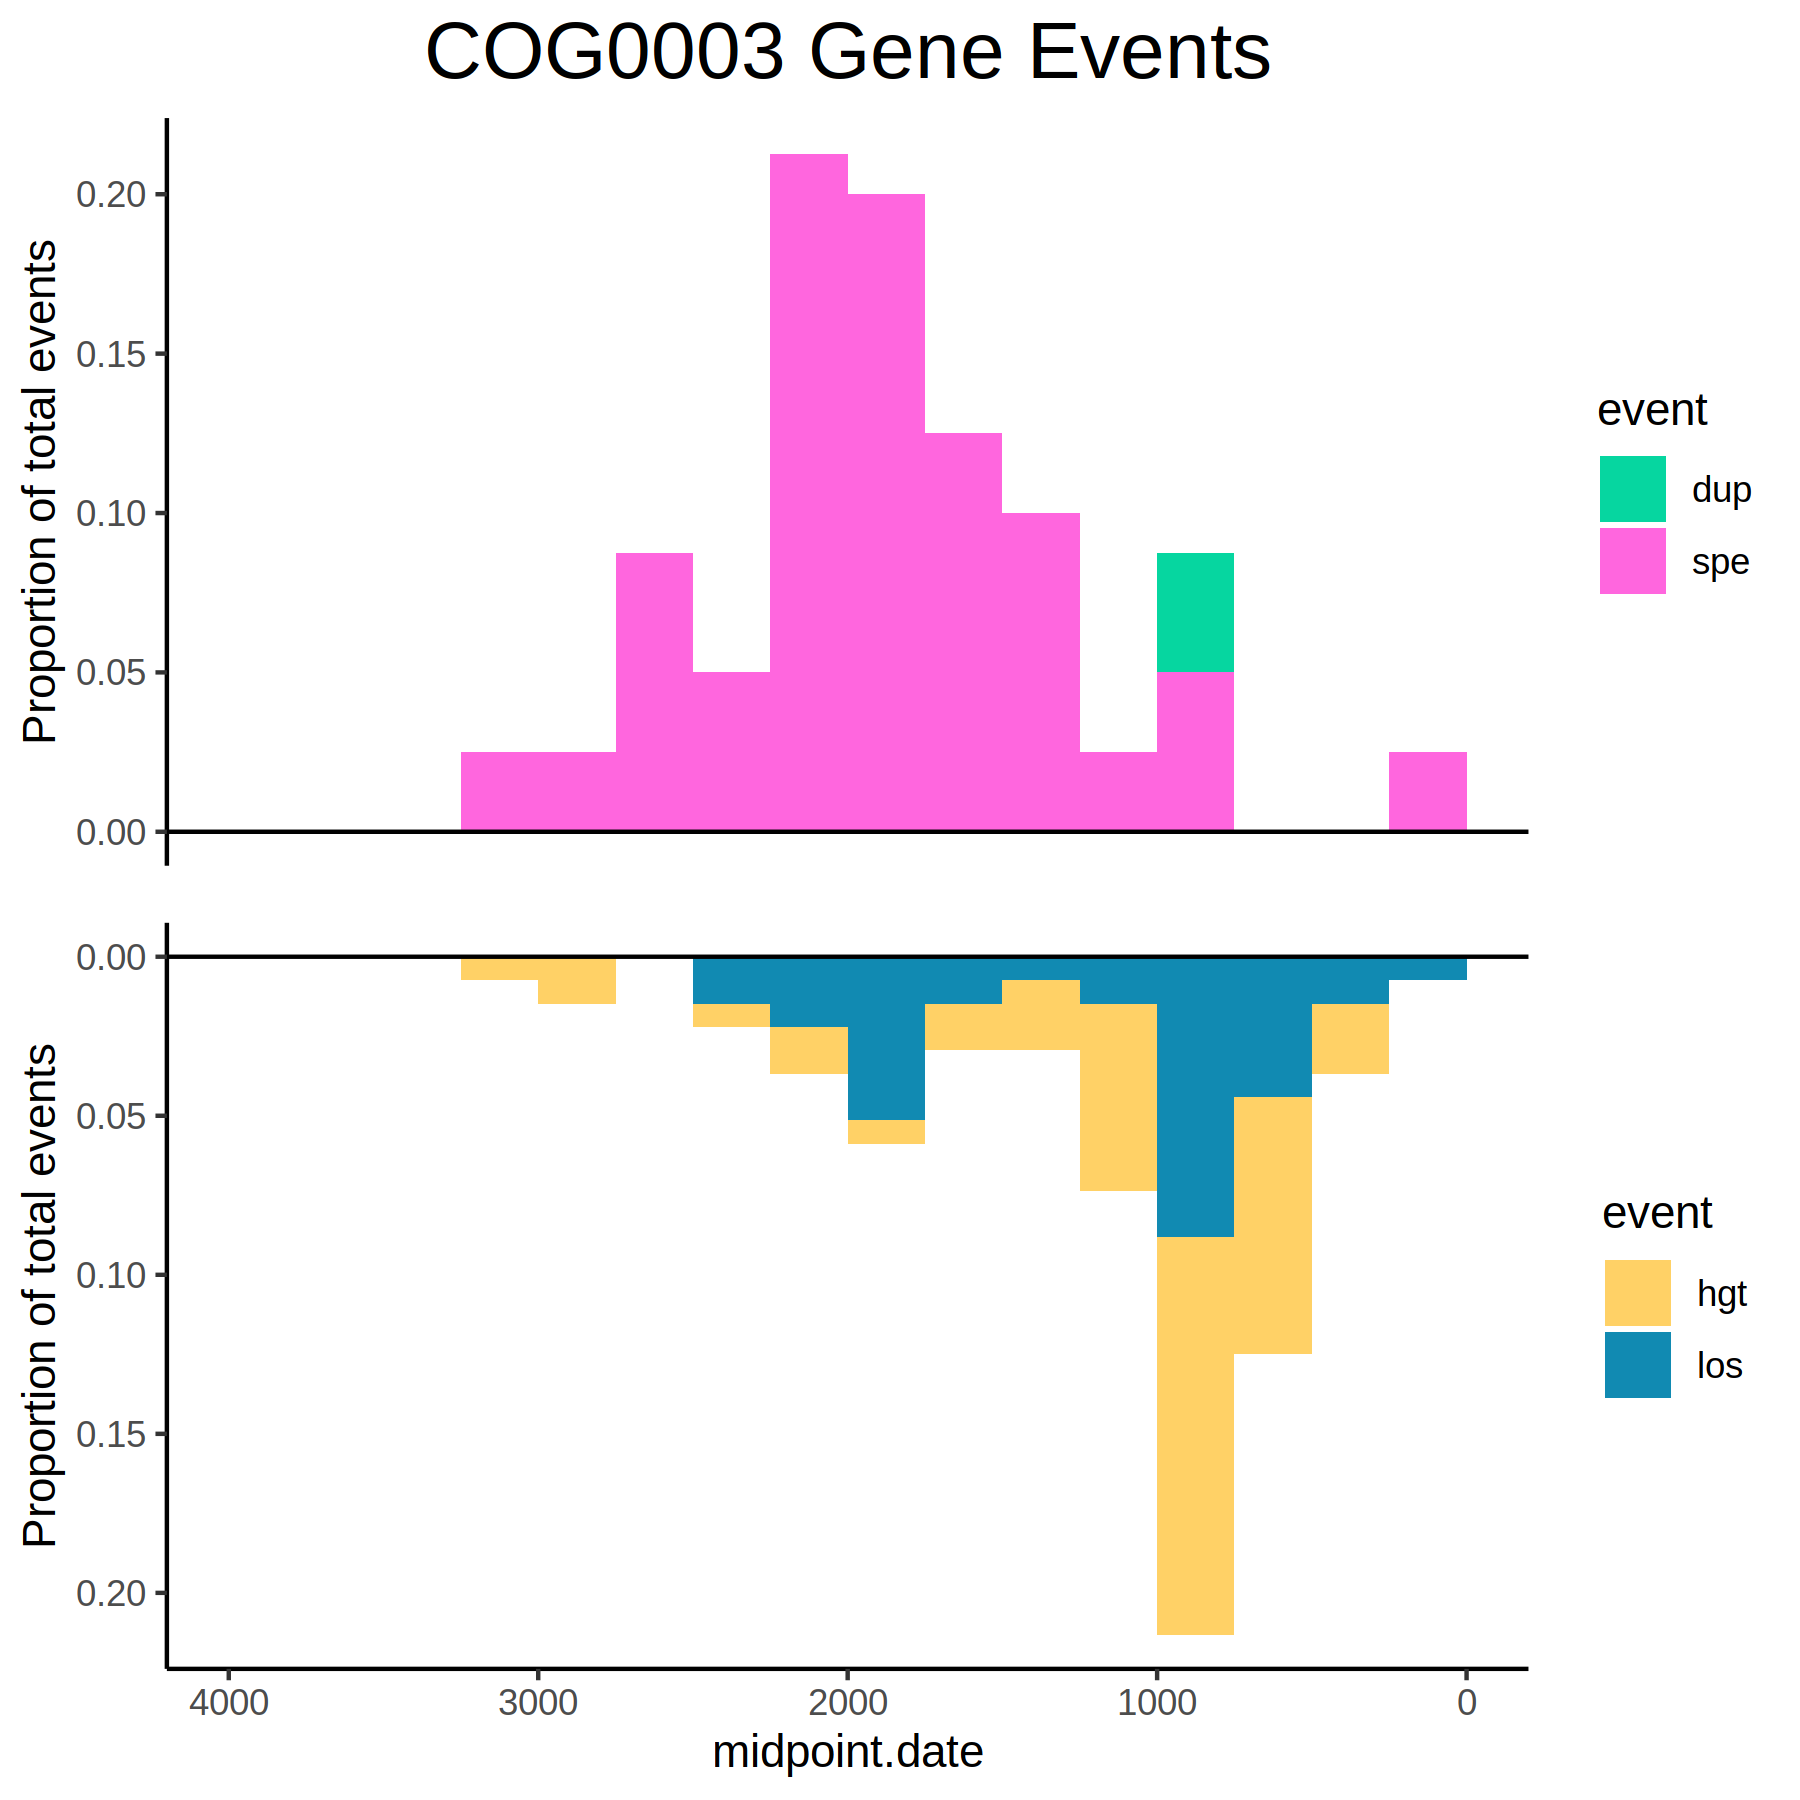 COG0003 Gene Events
0.20
0.15
0.10
0.05
0.00
Proportion of total events
event
dup
spe
0.00
0.05
0.10
0.15
0.20
Proportion of total events
event
hgt
los
4000 3000 2000 1000 0
midpoint.date